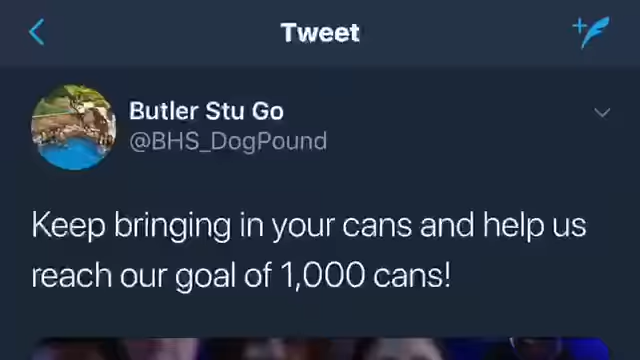 Tweet
Butler Stu Go
@BHS_DogPound
Keep bringing in your cans and help us
reach our goal of 1,000 cans!